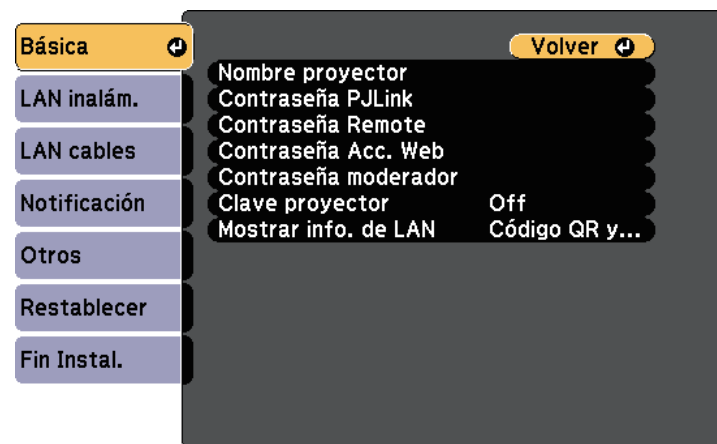 Básica
LAN inalám.
LAN cables
Notificación
Otros
Restablecer
Fin Instal.
Volver
Nombre proyector
Contraseña PJLink
Contraseña Remote
Contraseña Acc. Web
Contraseña moderador
Clave proyector Off
Mostrar info. de LAN Código QR y...